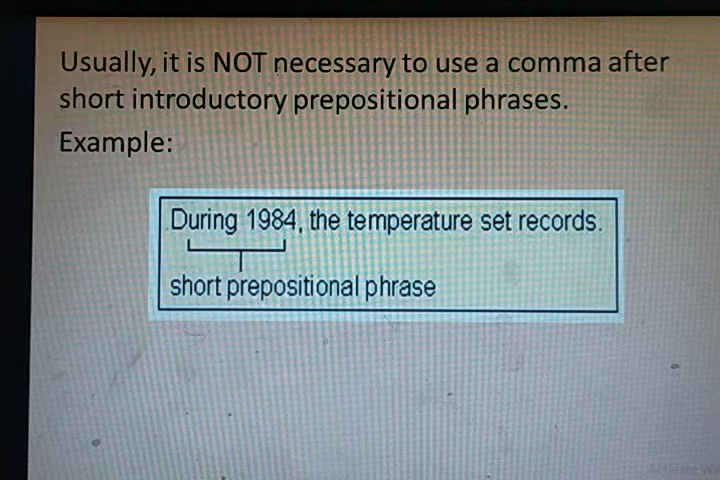 Usually, it is NOT necessary to use a comma after
short introductory prepositional phrases.
Example:
During 1984, the temperature set records.
short prepositional phrase